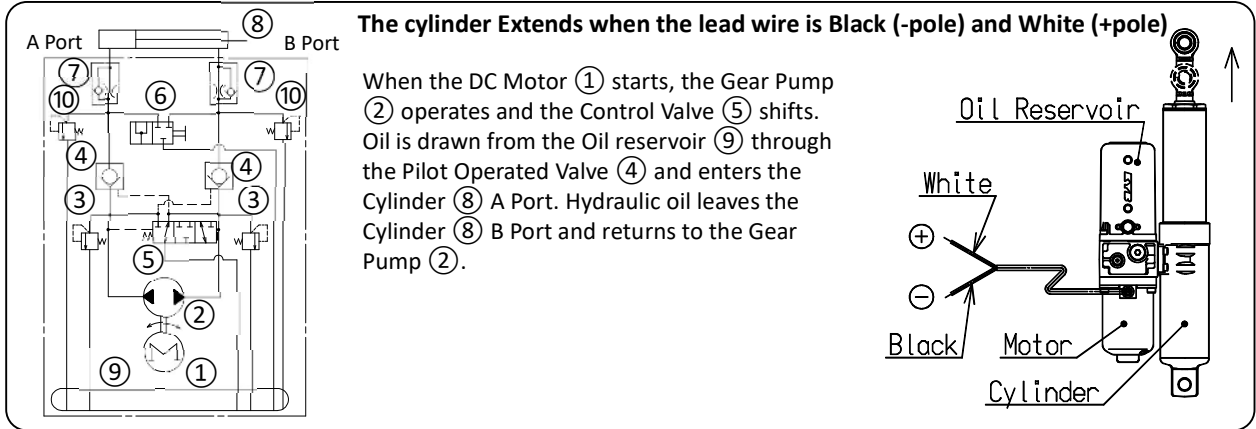 The cylinder Extends when the lead wire is Black (-pole) and White (+pole)
A Port
⑧
B Port
⑦
⑦
⑩
⑥
⑩
④
④
③
③
⑤
②
M
⑨
①
When the DC Motor ① starts, the Gear Pump
② operates and the Control Valve ⑤ shifts.
Oil is drawn from the Oil reservoir ⑨ through
the Pilot Operated Valve ④ and enters the
Cylinder ⑧ A Port. Hydraulic oil leaves the
Cylinder ⑧ B Port and returns to the Gear
Pump ②.
Oil Reservoir
White
+
−
Black
Motor
Cylinder